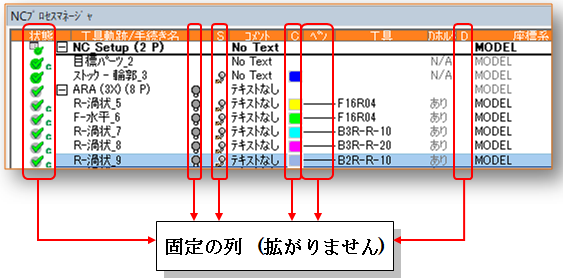 NCプロセスマネージャ
状態 工具軌跡/手続き名 S コメント C ペン 工具 カホル D 座標系
NC_Setup (2 P) No Text MODEL
目標パーツ_2 No Text N/A MODEL
ストック - 輪郭_3 No Text N/A MODEL
ARA (3X) (8 P) テキストなし
R-渦状_5 テキストなし F16R04 あり MODEL
F-水平_6 テキストなし F16R04 あり MODEL
R-渦状_7 テキストなし B3R-R-10 あり MODEL
R-渦状_8 テキストなし B3R-R-20 あり MODEL
R-渦状_9 テキストなし B2R-R-10 あり MODEL
固定の列 (拡がりません)